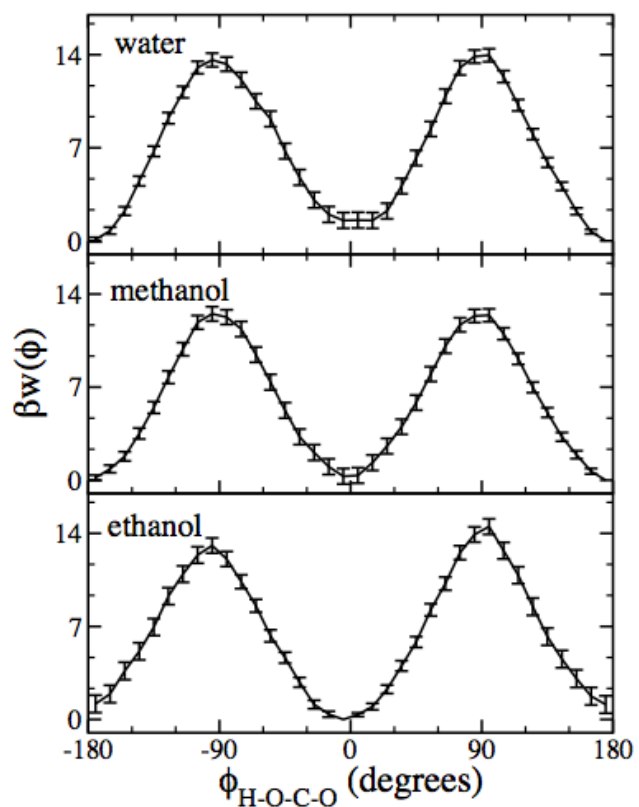 water
14
7
0
methanol
14
7
0
βw(ϕ)
ethanol
14
7
0
-180 -90 0 90 180
ϕH-O-C-O (degrees)